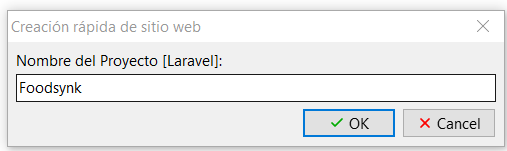 Creación rápida de sitio web
Nombre del Proyecto [Laravel]:
Foodsynk
OK
Cancel